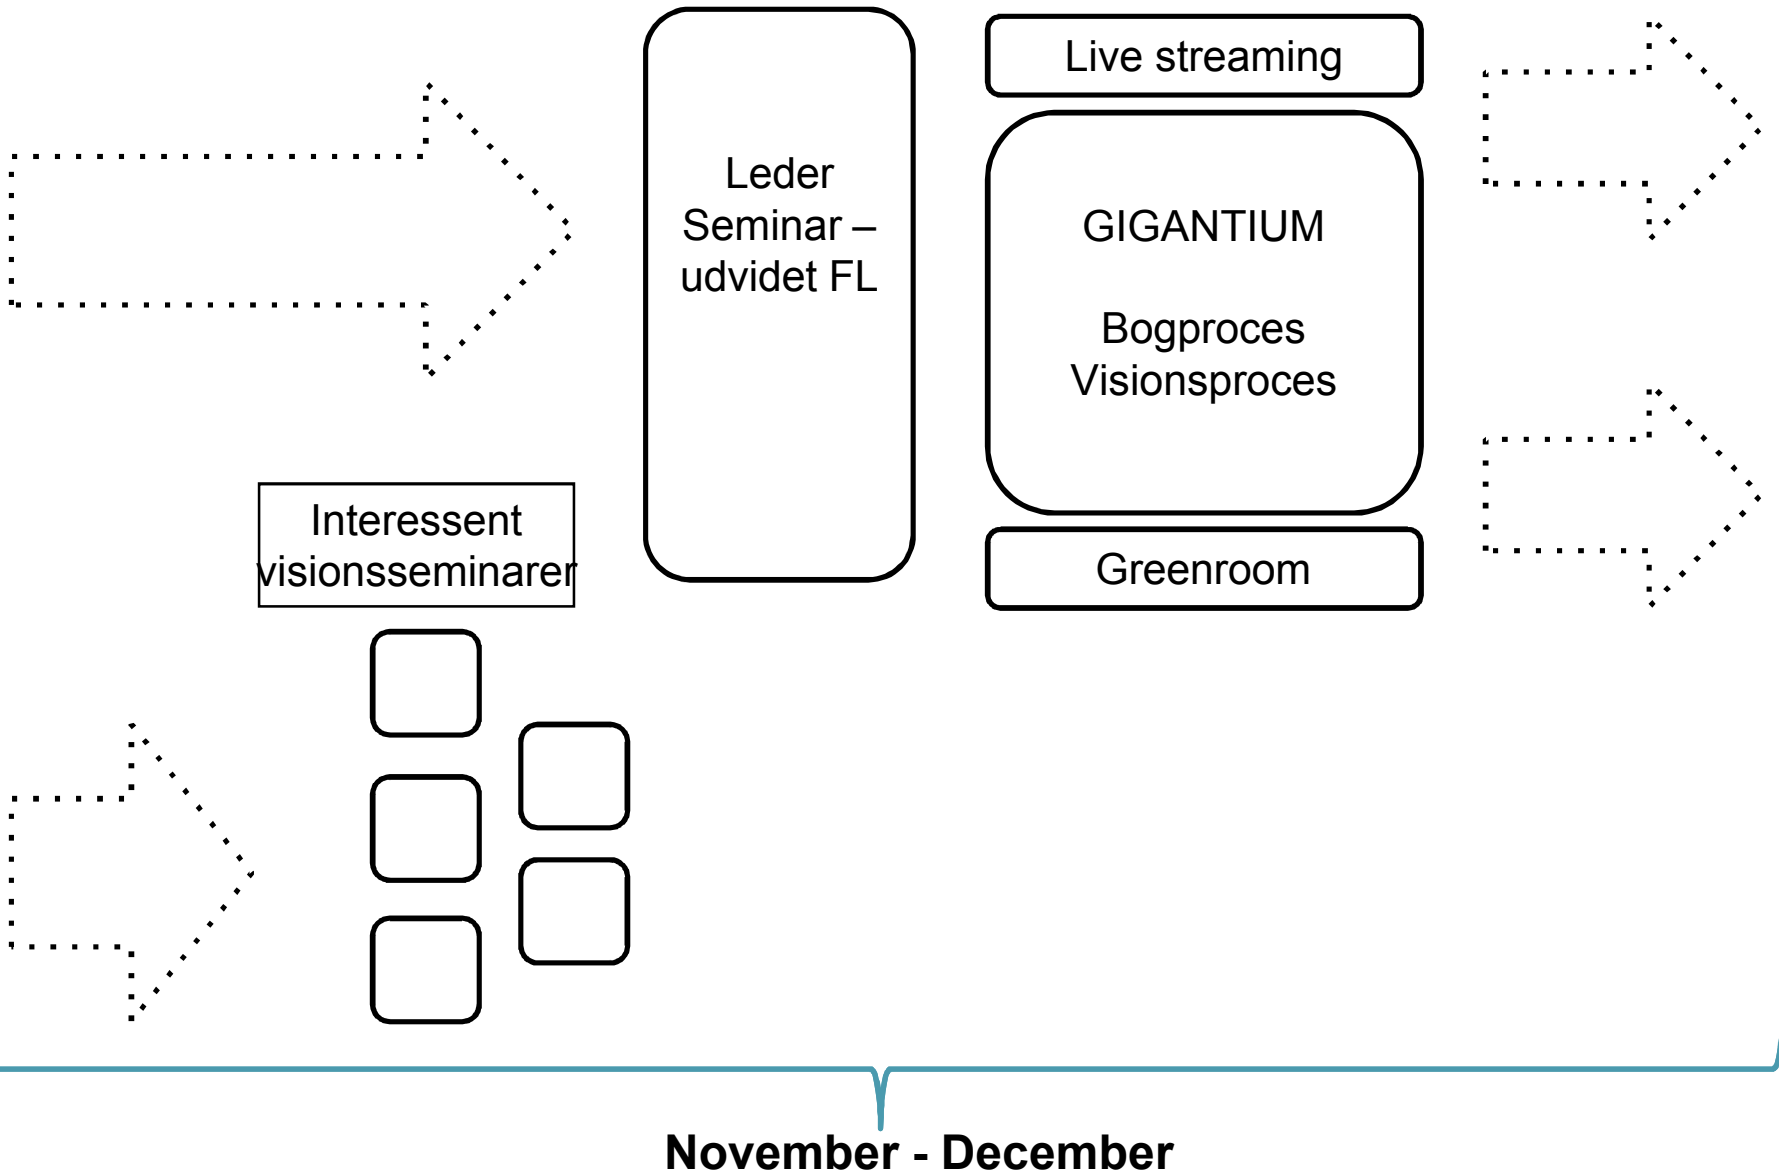 Live streaming
Leder
Seminar –
udvidet FL
GIGANTIUM
Bogproces
Visionsproces
Interessent
visionsseminarer
Greenroom
November - December